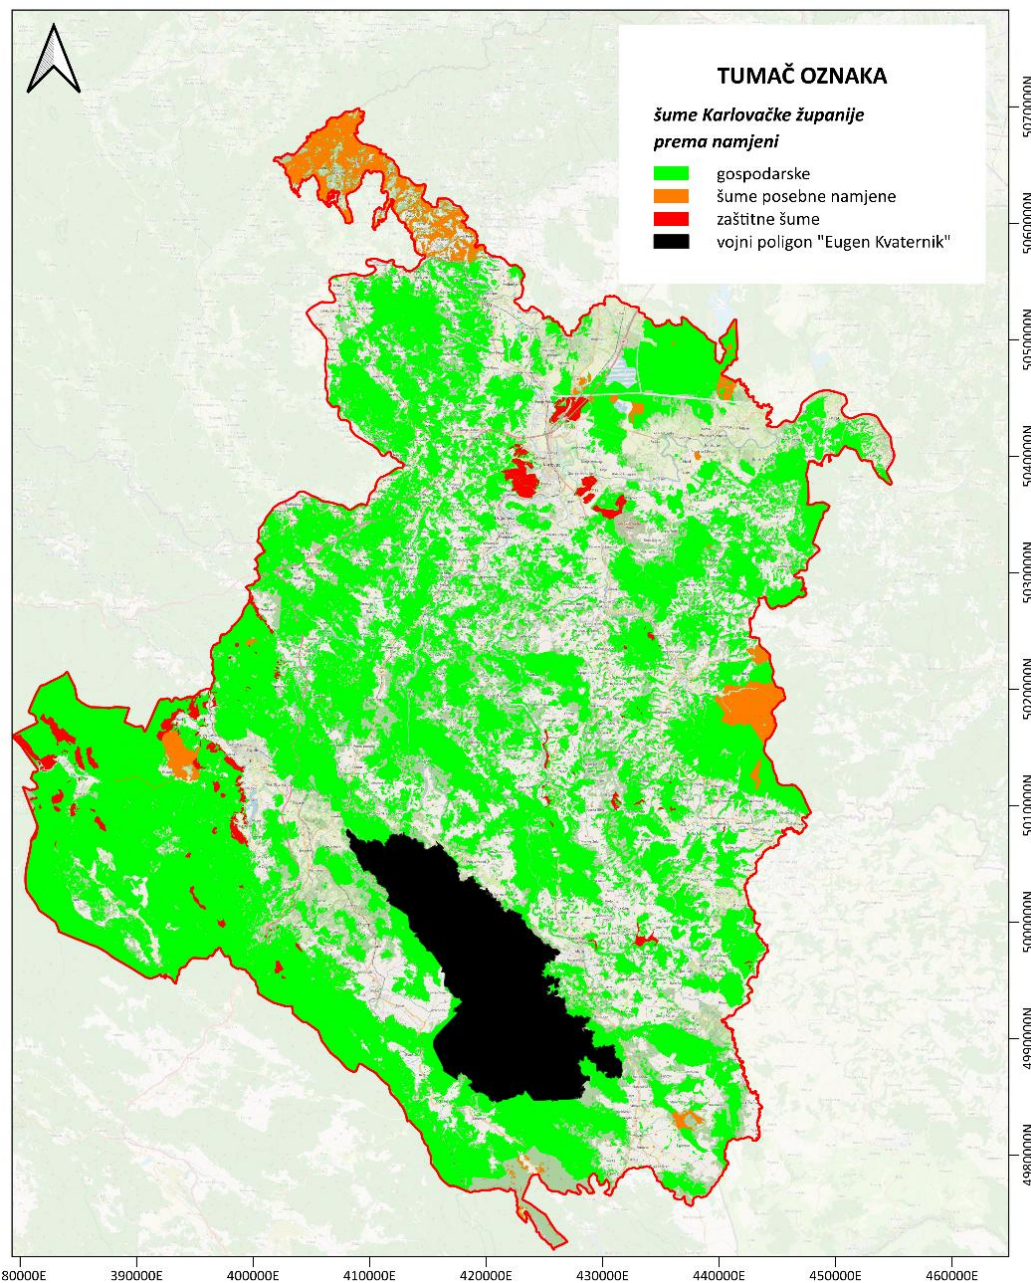 TUMAČ OZNAKA
šume Karlovačke županije
prema namjeni
gospodarske
šume posebne namjene
zaštitne šume
vojni poligon "Eugen Kvaternik"
5070000N
5060000N
5050000N
5040000N
5030000N
5020000N
5010000N
5000000N
4990000N
4980000N
80000E 390000E 400000E 410000E 420000E 430000E 440000E 450000E 460000E